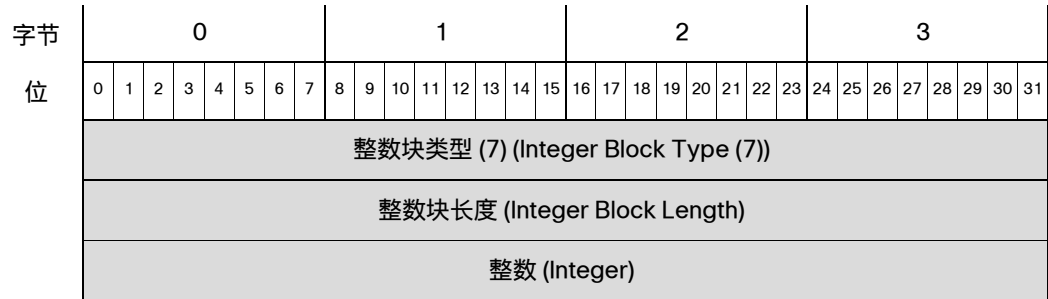 字节 0 1 2 3
位 0 1 2 3 4 5 6 7 8 9 10 11 12 13 14 15 16 17 18 19 20 21 22 23 24 25 26 27 28 29 30 31
整数块类型 (7) (Integer Block Type (7))
整数块长度 (Integer Block Length)
整数 (Integer)